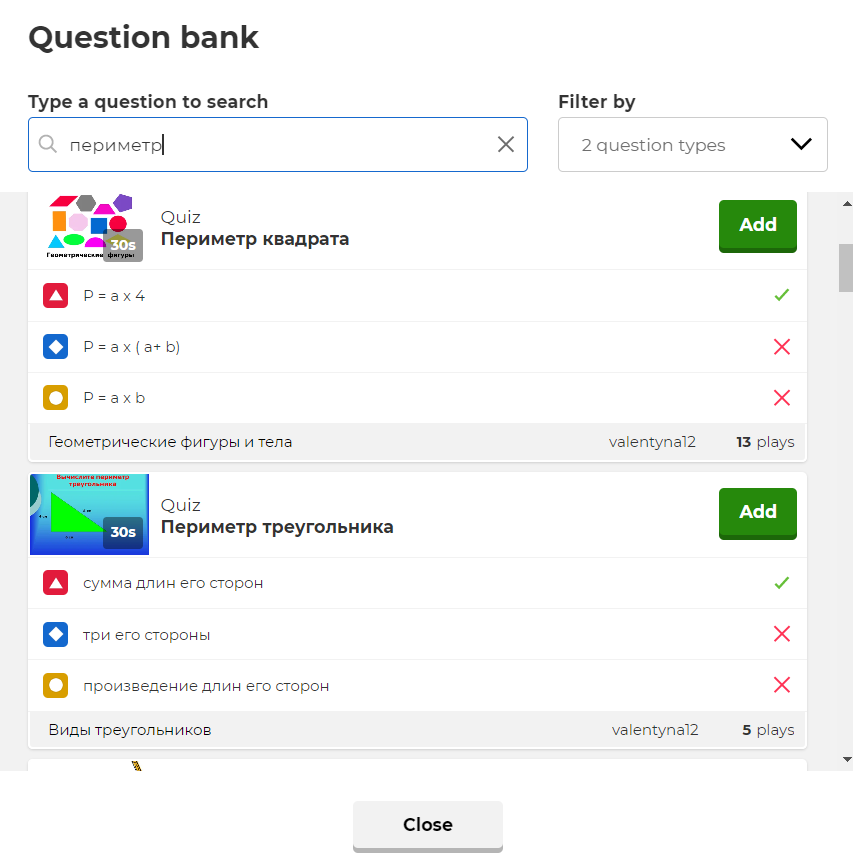 Question bank
Type a question to search
Filter by
периметр
2 question types
Геометрические фигуры
30s
Quiz
Периметр квадрата
Add
P = a x 4
P = a x ( a+ b)
P = a x b
Геометрические фигуры и тела
valentyna12
13 plays
Вычислите периметр
треугольника
30s
Quiz
Периметр треугольника
Add
сумма длин его сторон
три его стороны
произведение длин его сторон
Виды треугольников
valentyna12
5 plays
Close